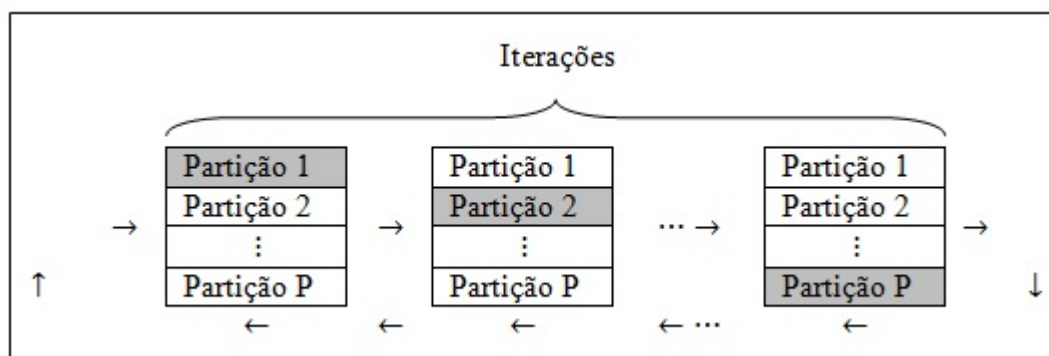 Iterações
Partição 1 Partição 1 Partição 1
→ Partição 2 → Partição 2 ⋯ → Partição 2 →
⋮ ⋮ ⋮
↑ Partição P Partição P Partição P ↓
← ← ← ← ⋯ ←